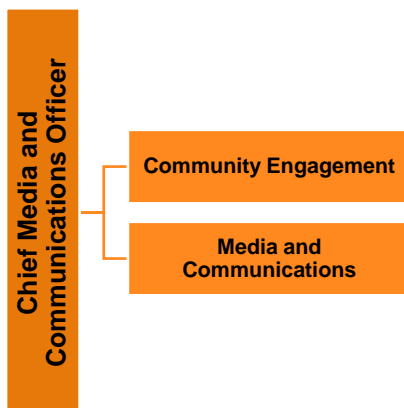 Chief Media and
Communications Officer
Community Engagement
Media and
Communications